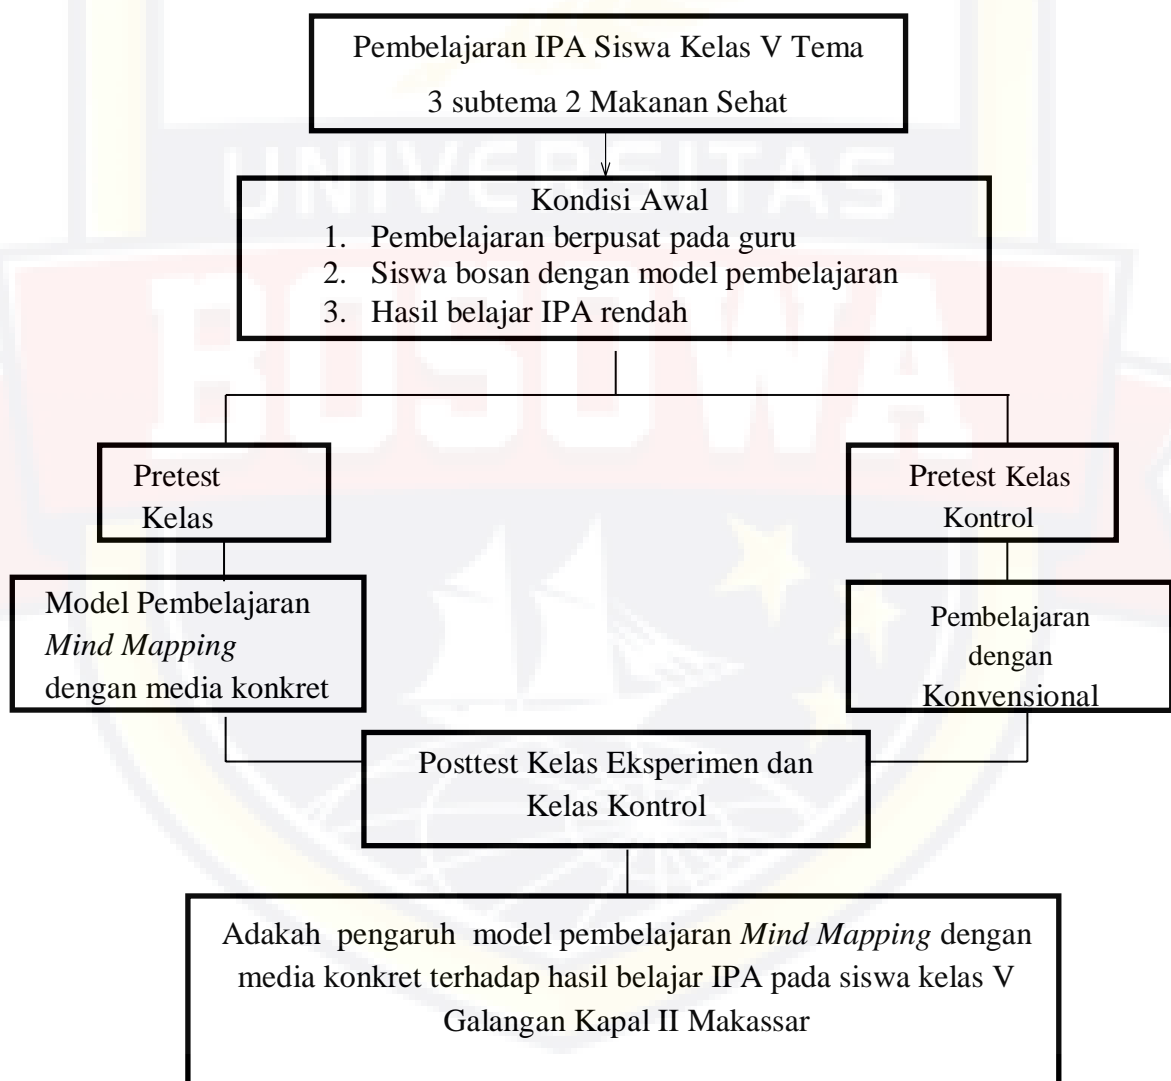 Pembelajaran IPA Siswa Kelas V Tema
3 subtema 2 Makanan Sehat
UNIVERSITAS
Kondisi Awal
1. Pembelajaran berpusat pada guru
2. Siswa bosan dengan model pembelajaran
3. Hasil belajar IPA rendah
BOSOWA
Pretest
Kelas
Pretest Kelas
Kontrol
Model Pembelajaran
Mind Mapping
dengan media konkret
Pembelajaran
dengan
Konvensional
Posttest Kelas Eksperimen dan
Kelas Kontrol
Adakah pengaruh model pembelajaran Mind Mapping dengan
media konkret terhadap hasil belajar IPA pada siswa kelas V
Galangan Kapal II Makassar